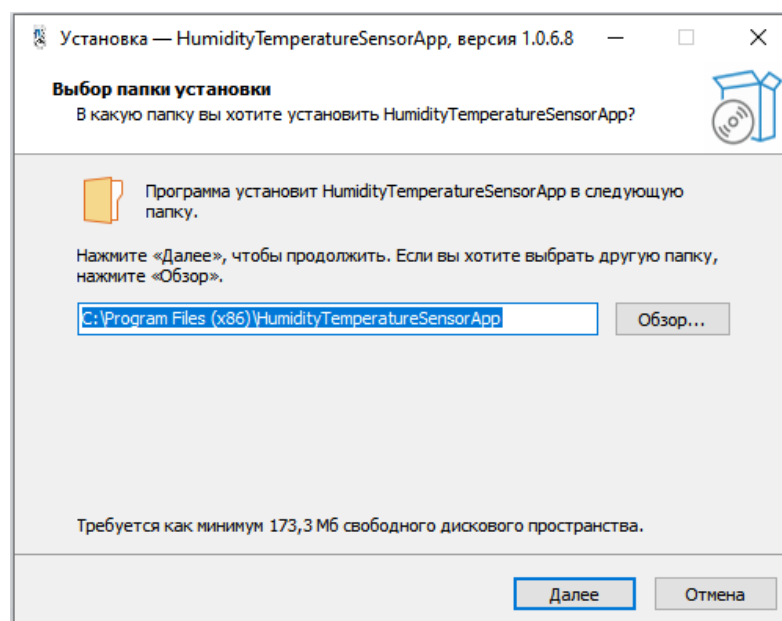 Установка — HumidityTemperatureSensorApp, версия 1.0.6.8
Выбор папки установки
В какую папку вы хотите установить HumidityTemperatureSensorApp?
Программа установит HumidityTemperatureSensorApp в следующую
папку.
Нажмите «Далее», чтобы продолжить. Если вы хотите выбрать другую папку,
нажмите «Обзор».
C:\Program Files (x86)\HumidityTemperatureSensorApp
Обзор...
Требуется как минимум 173,3 Мб свободного дискового пространства.
Далее
Отмена